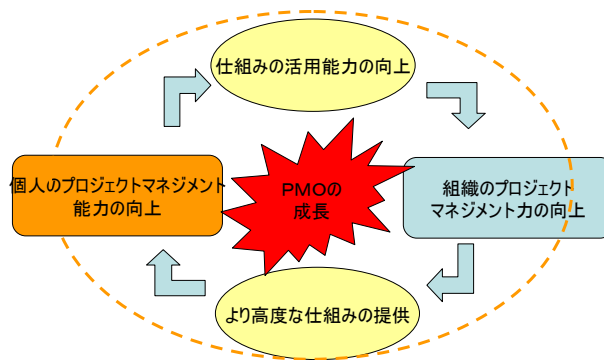 仕組みの活用能力の向上
個人のプロジェクトマネジメント
能力の向上
PMOの
成長
組織のプロジェクト
マネジメント力の向上
より高度な仕組みの提供